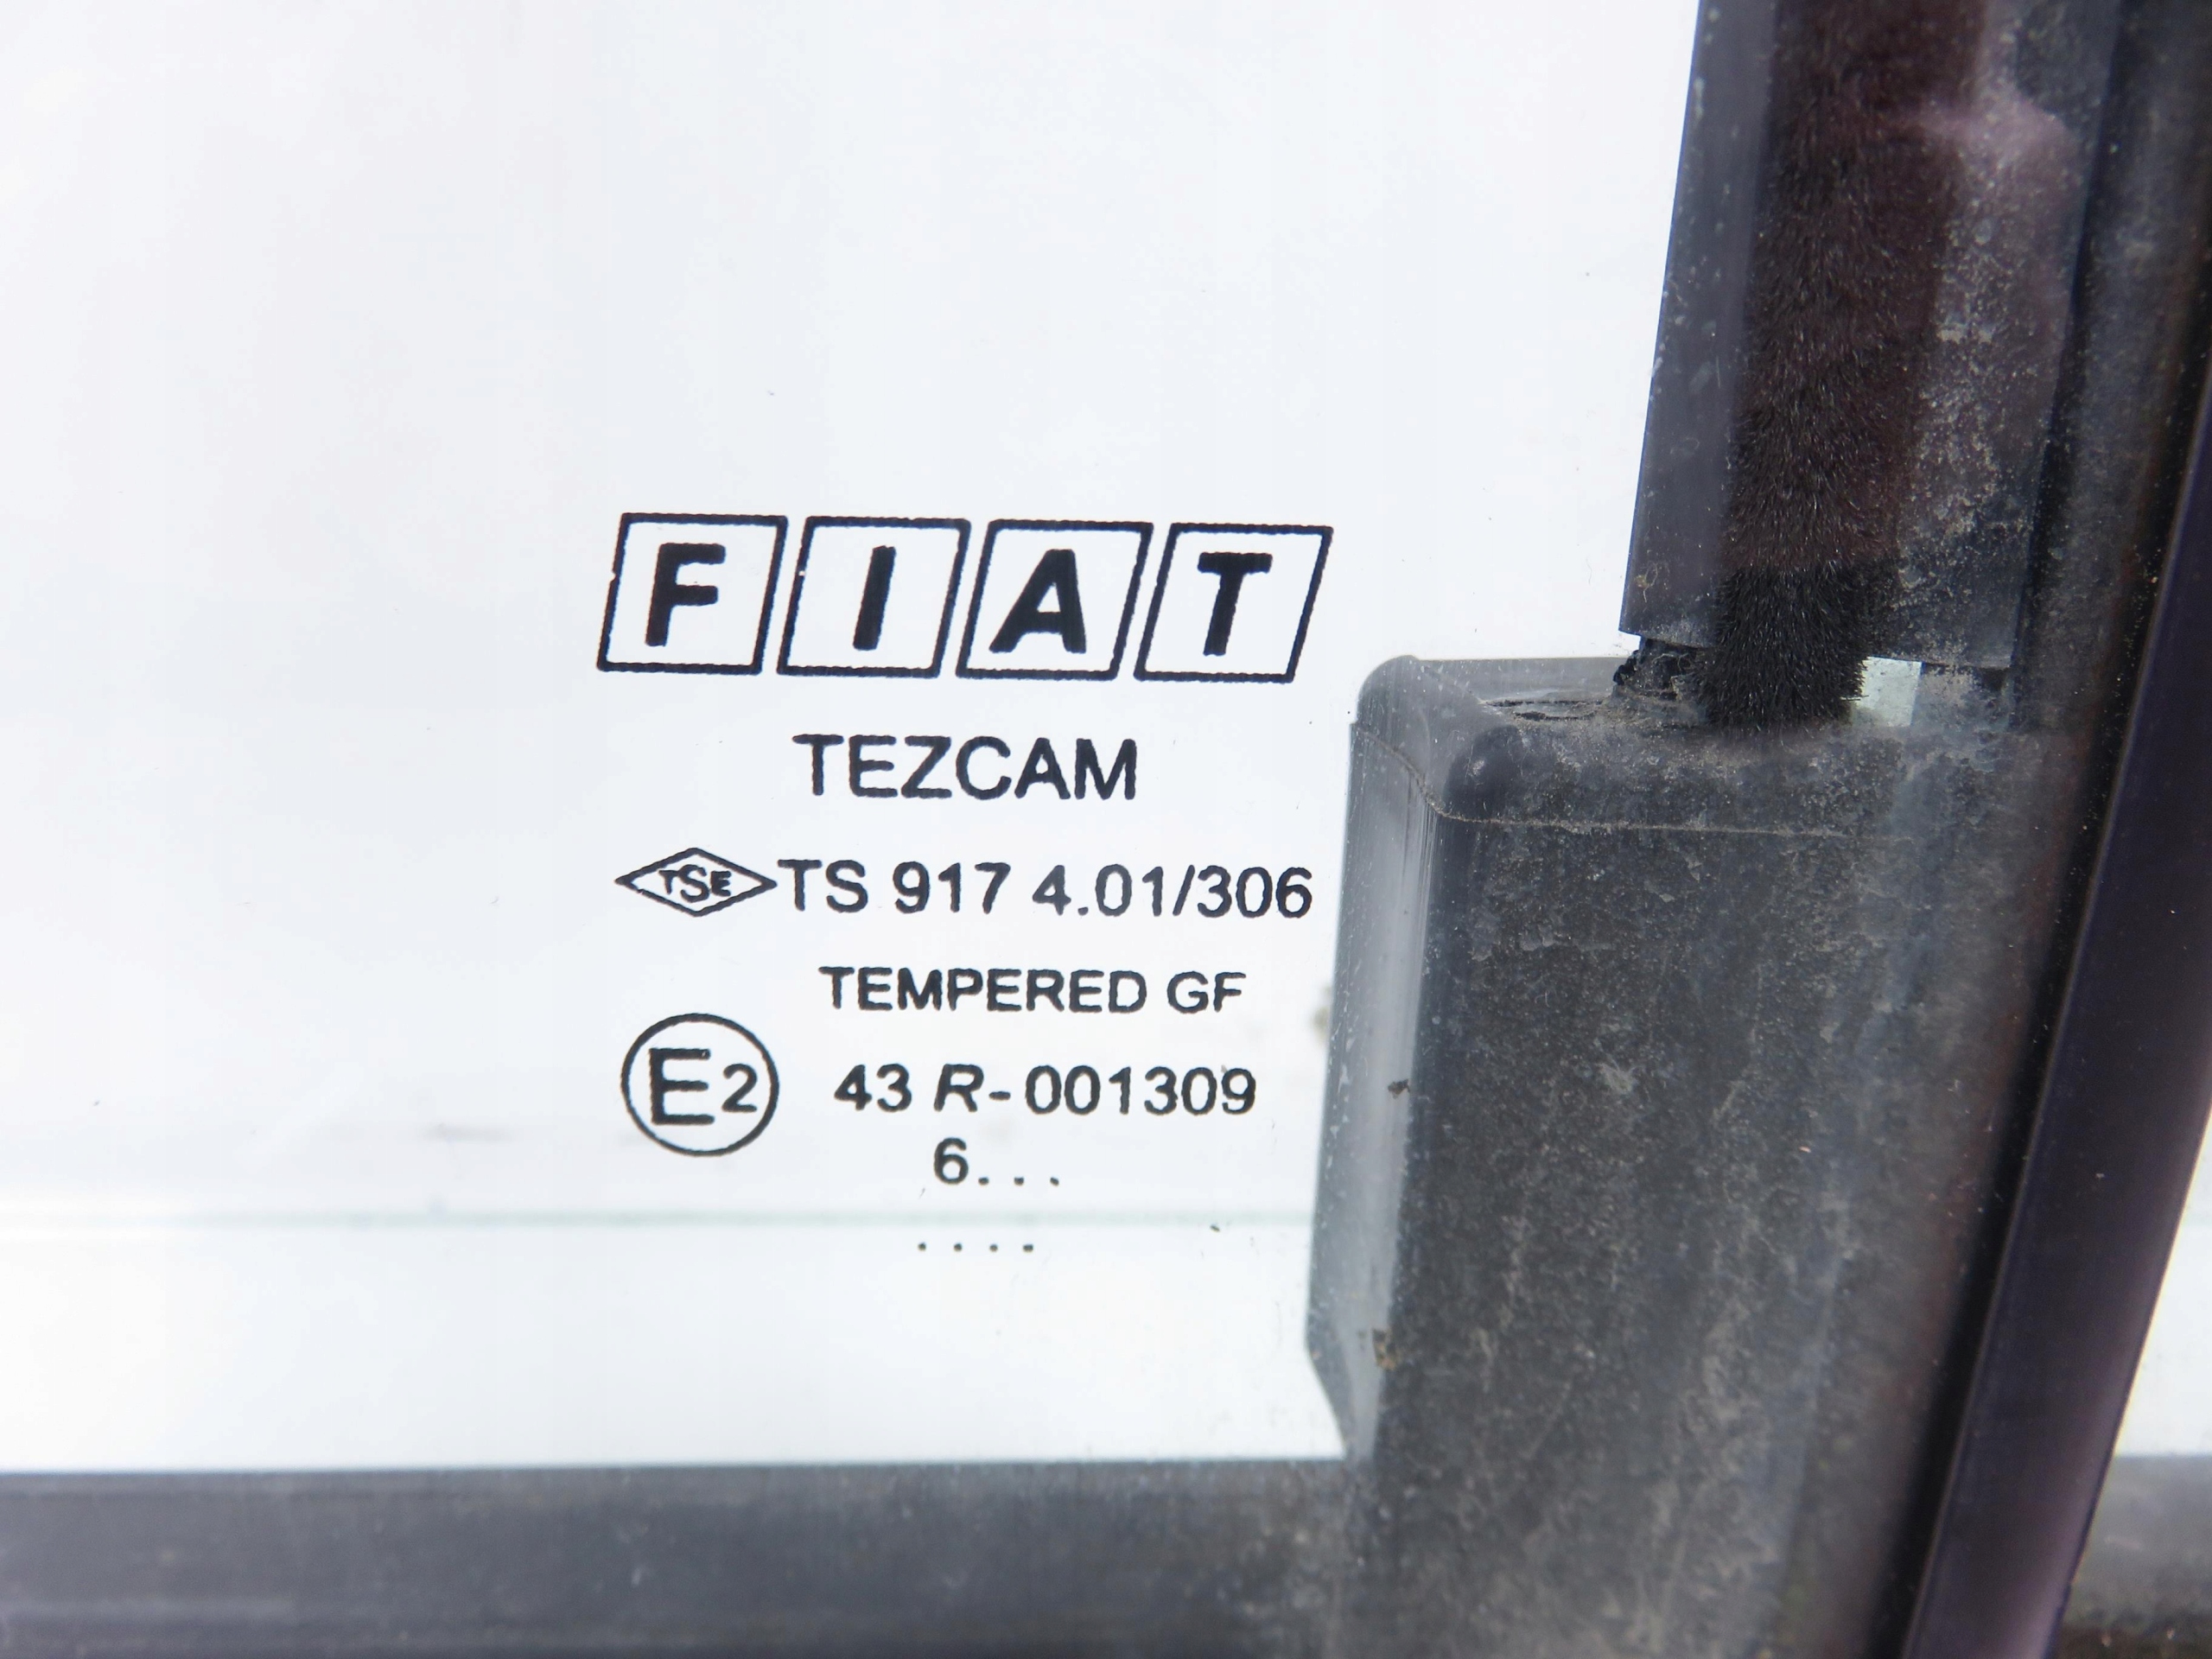 FIAT
TEZCAM
TSE TS 917 4.01/306
TEMPERED GF
E2 43 R-001309
6...
....